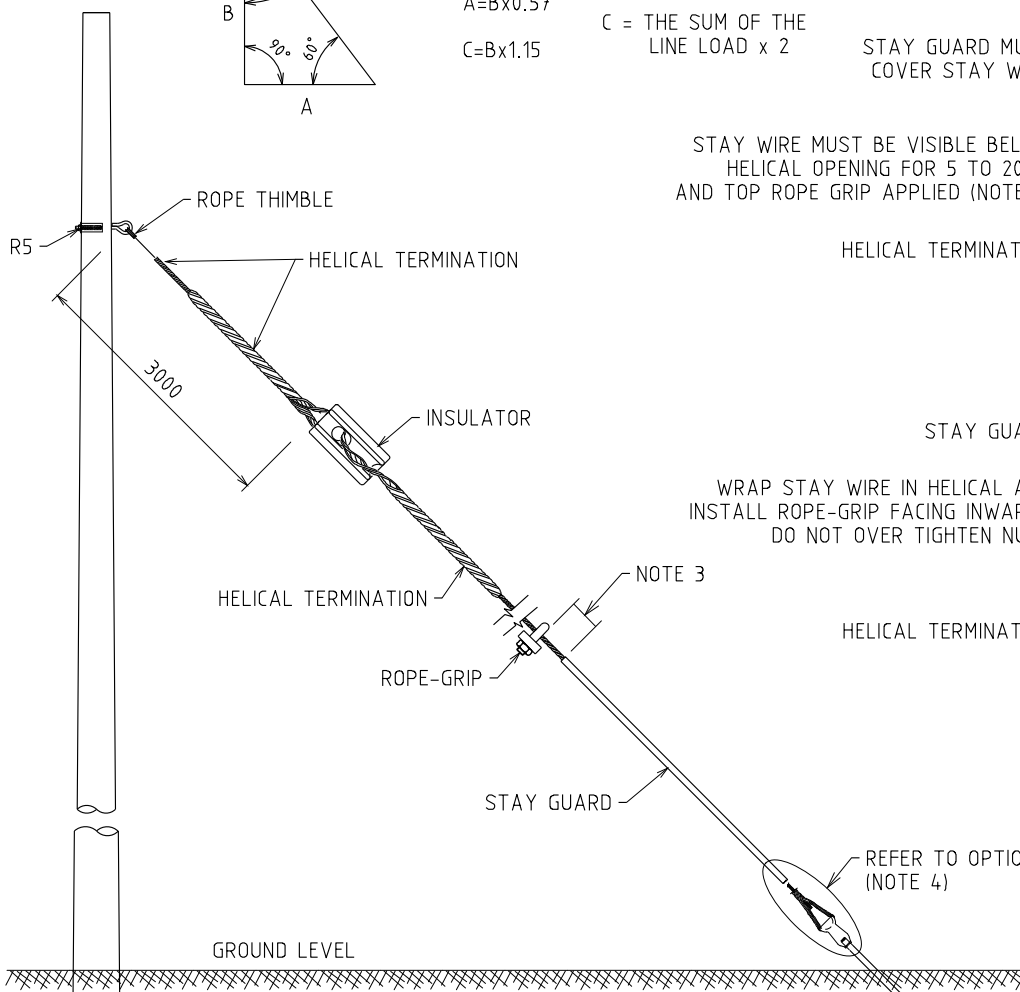 B
A=Bx0.57
C=Bx1.15
90°
60°
A
C = THE SUM OF THE
LINE LOAD x 2
STAY GUARD MU
COVER STAY W
STAY WIRE MUST BE VISIBLE BEL
HELICAL OPENING FOR 5 TO 20
AND TOP ROPE GRIP APPLIED (NOTE
ROPE THIMBLE
R5
HELICAL TERMINATION
HELICAL TERMINAT
3000
INSULATOR
STAY GUA
WRAP STAY WIRE IN HELICAL A
INSTALL ROPE-GRIP FACING INWAR
DO NOT OVER TIGHTEN NU
NOTE 3
HELICAL TERMINATION
HELICAL TERMINAT
ROPE-GRIP
STAY GUARD
REFER TO OPTIO
(NOTE 4)
GROUND LEVEL